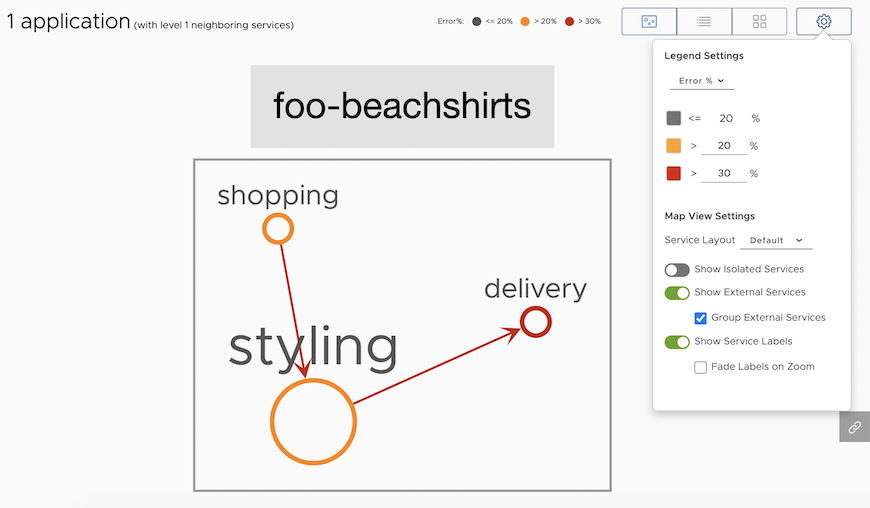 1 application (with level 1 neighboring services)
Error%: <= 20% > 20% > 30%
Legend Settings
Error %
<= 20 %
> 20 %
> 30 %
Map View Settings
Service Layout Default
Show Isolated Services
Show External Services
Group External Services
Show Service Labels
Fade Labels on Zoom
foo-beachshirts
shopping
delivery
styling